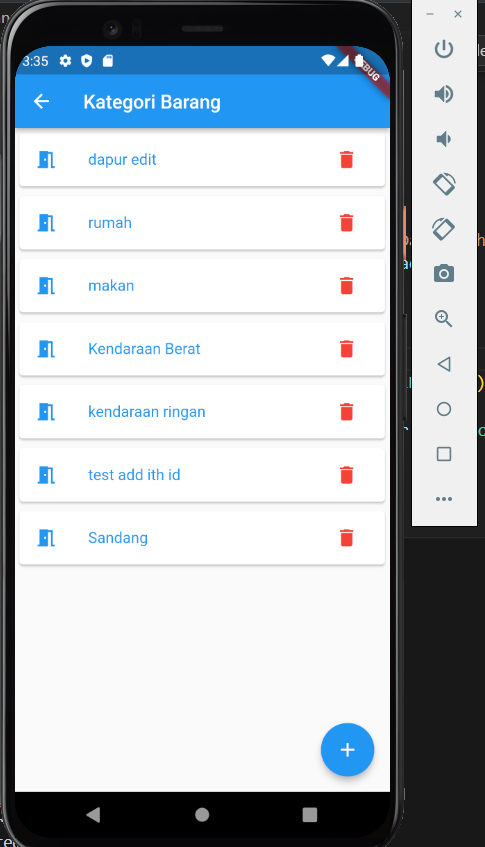 3:35
DEBUG
Kategori Barang
dapur edit
rumah
makan
Kendaraan Berat
kendaraan ringan
test add ith id
Sandang